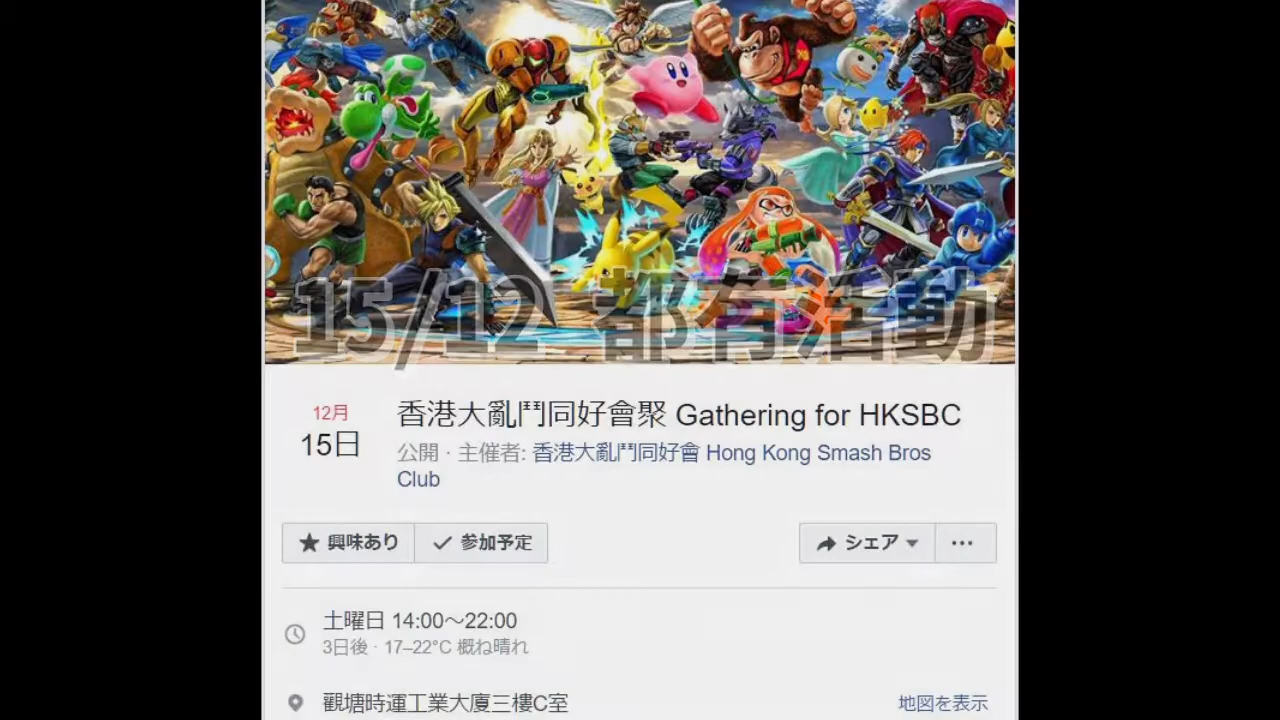 15/12 都有活動
12月
15日
香港大亂鬥同好會聚 Gathering for HKSBC
公開 · 主催者: 香港大亂鬥同好會 Hong Kong Smash Bros
Club
興味あり
参加予定
シェア
土曜日 14:00～22:00
3日後 · 17–22°C 概ね晴れ
觀塘時運工業大廈三樓C室
地図を表示